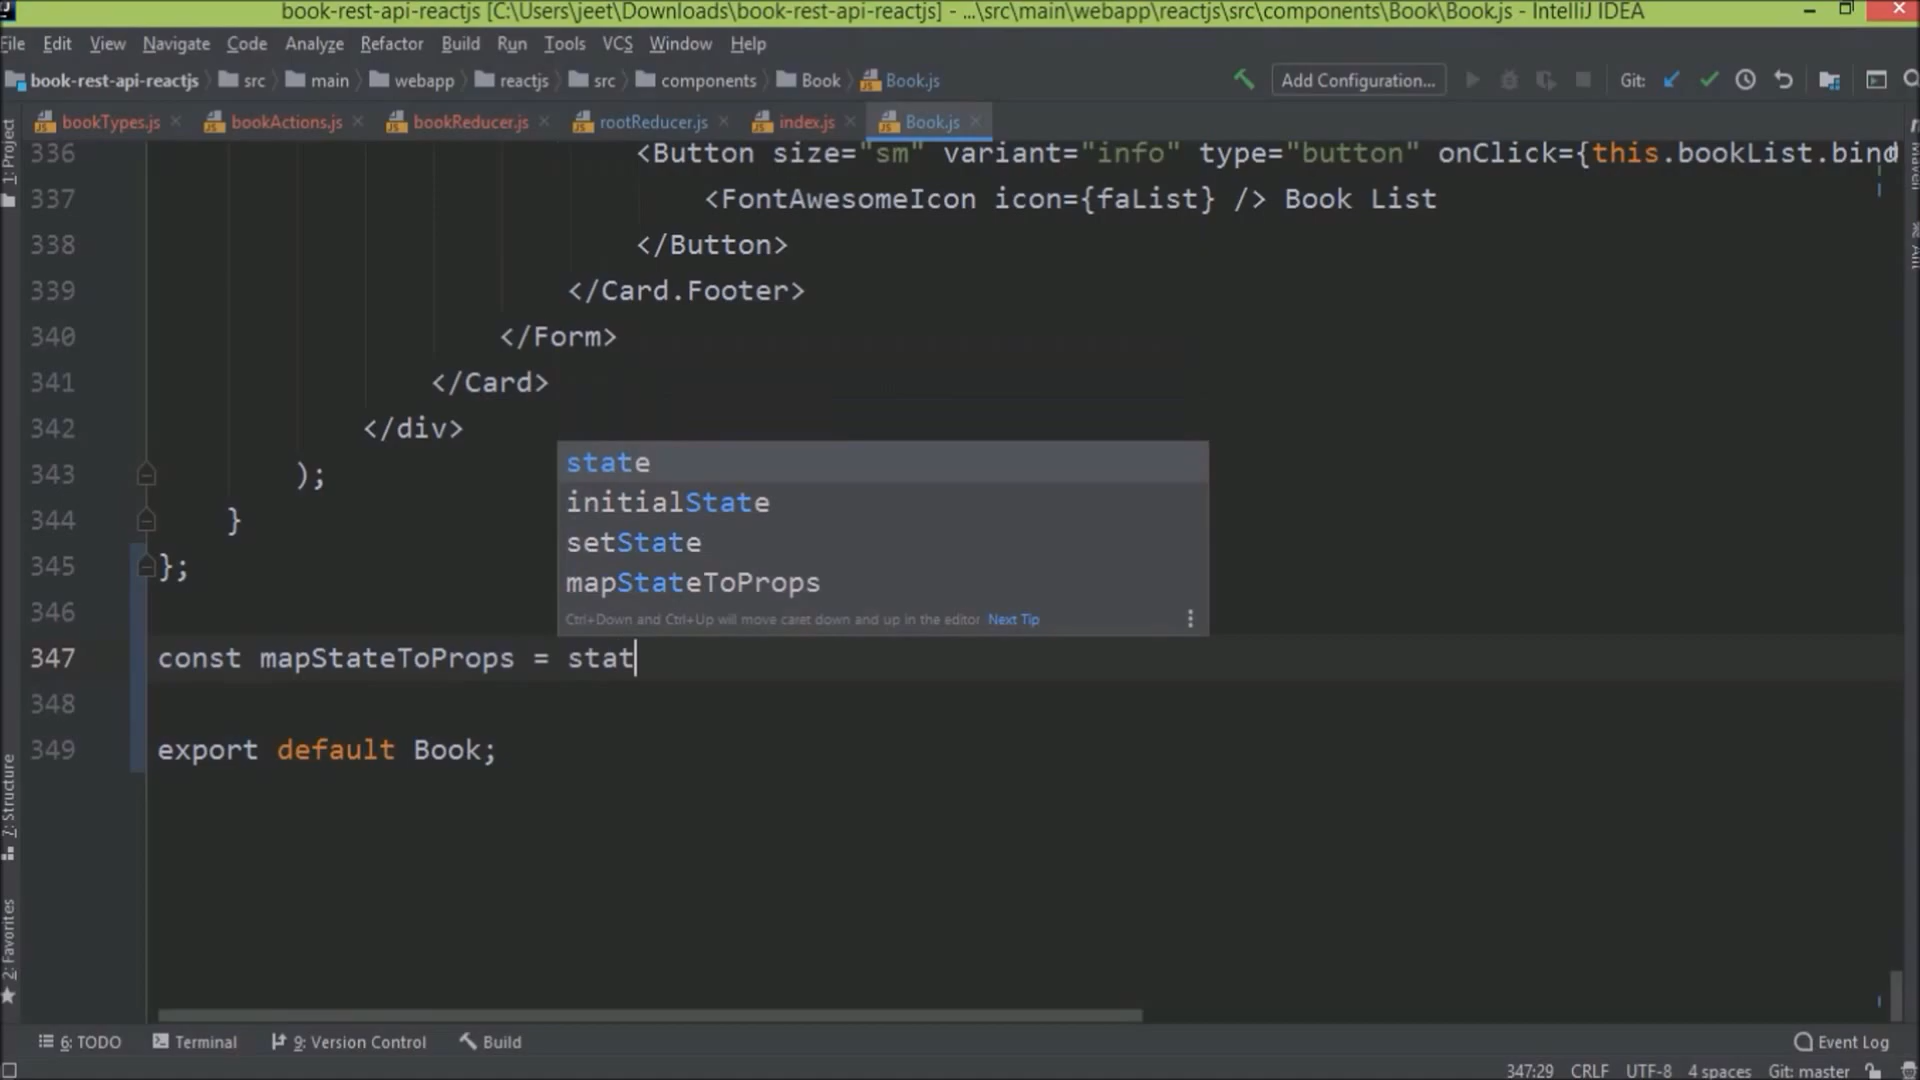 book-rest-api-reactjs [C:\Users\jeet\Downloads\book-rest-api-reactjs] - ...\src\main\webapp\reactjs\src\components\Book\Book.js - IntelliJ IDEA
File Edit View Navigate Code Analyze Refactor Build Run Tools VCS Window Help
book-rest-api-reactjs src main webapp reactjs src components Book Book.js Add Configuration... Git:
bookTypes.js bookActions.js bookReducer.js rootReducer.js index.js Book.js
1: Project
336 <Button size="sm" variant="info" type="button" onClick={this.bookList.bind
337 <FontAwesomeIcon icon={faList} /> Book List
338 </Button>
339 </Card.Footer>
340 </Form>
341 </Card>
342 </div>
343 );
344 }
345 };
346
347 const mapStateToProps = stat
348
349 export default Book;
state
initialState
setState
mapStateToProps
Ctrl+Down and Ctrl+Up will move caret down and up in the editor Next Tip
7: Structure
2: Favorites
6: TODO Terminal 9: Version Control Build Event Log
347:29 CRLF UTF-8 4 spaces Git: master